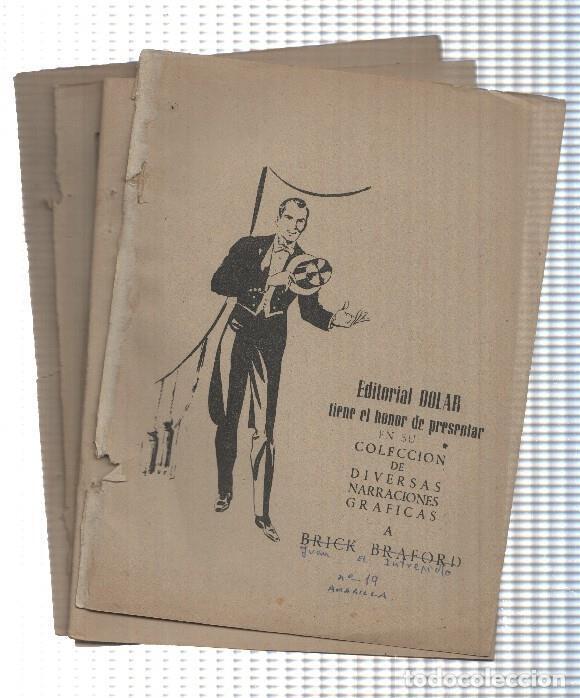 Editorial DOLAR
tiene el honor de presentar
EN SU
COLECCION
DE
DIVERSAS
NARRACIONES
GRAFICAS
A
BRICK BRAFORD
Juan el Intrepido
nº 19
AMARILLA
todocoleccion.net